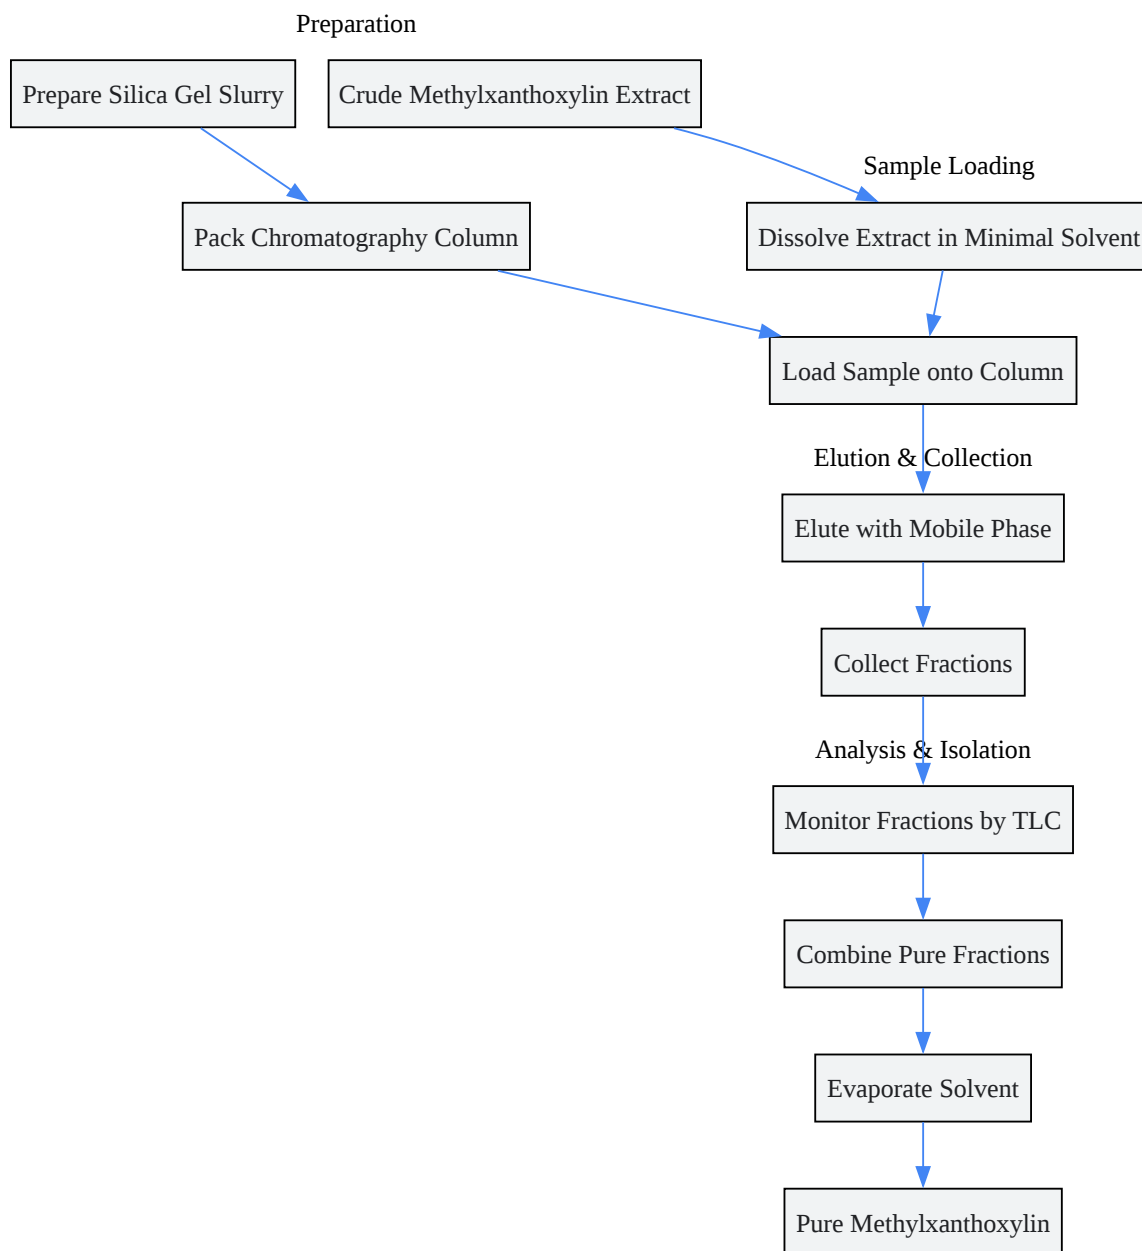 Preparation
Prepare Silica Gel Slurry
Crude Methylxanthoxylin Extract
Sample Loading
Pack Chromatography Column
Dissolve Extract in Minimal Solvent
Load Sample onto Column
Elution & Collection
Elute with Mobile Phase
Collect Fractions
Analysis & Isolation
Monitor Fractions by TLC
Combine Pure Fractions
Evaporate Solvent
Pure Methylxanthoxylin